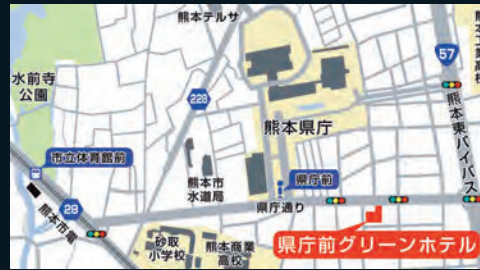 熊本テルサ
57
水前寺
公園
228
熊本県庁
熊本東バイパス
市立体育館前
熊本市
水道局
県庁前
28
熊本市電
県庁通り
砂取
小学校
熊本商業
高校
県庁前グリーンホテル